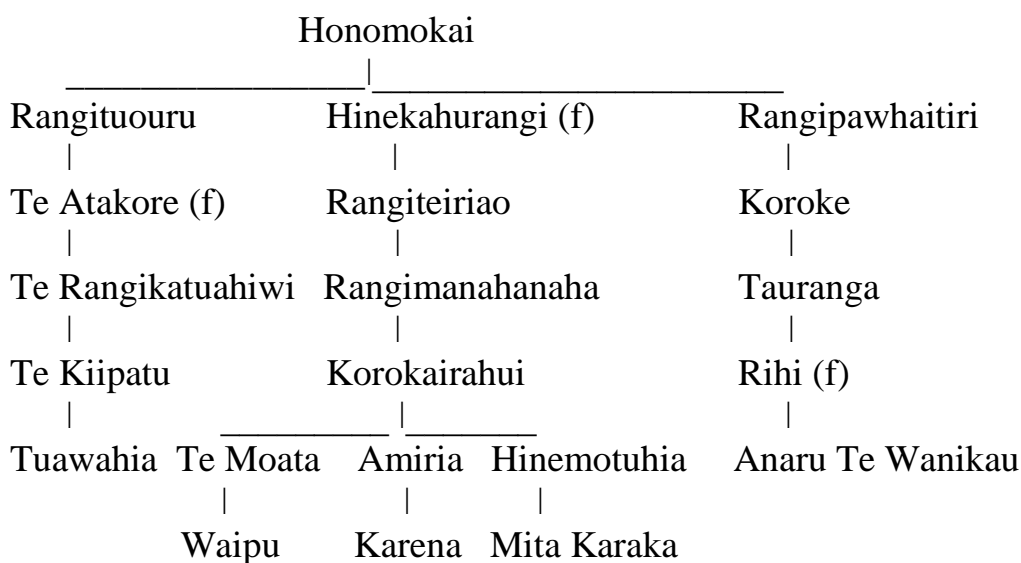 Honomokai
Rangituouru Hinekahurangi (f) Rangipawhaitiri
Te Atakore (f) Rangiteiriao Koroke
Te Rangikatuahiwi Rangimanahanaha Tauranga
Te Kiipatu Korokairahui Rihi (f)
Tuawahia Te Moata Amiria Hinemotuhia Anaru Te Wanikau
Waipu Karena Mita Karaka